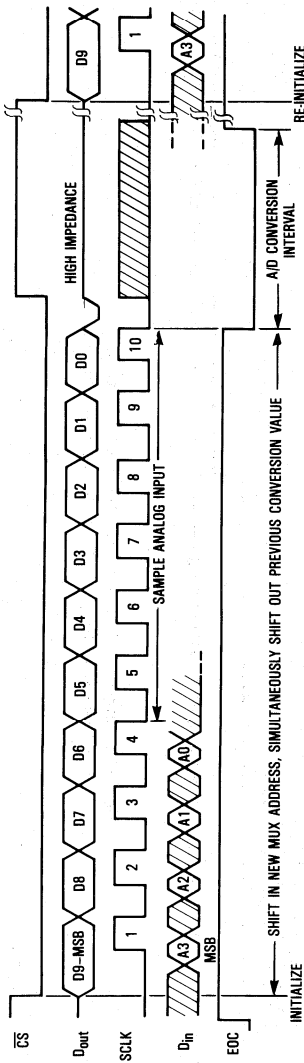 CS
Dout
D9–MSB
D8
D7
D6
D5
D4
D3
D2
D1
D0
HIGH IMPEDANCE
D9
SCLK
1
2
3
4
5
6
7
8
9
10
1
SAMPLE ANALOG INPUT
Din
A3
A2
A1
A0
A3
MSB
EOC
SHIFT IN NEW MUX ADDRESS, SIMULTANEOUSLY SHIFT OUT PREVIOUS CONVERSION VALUE
A/D CONVERSION
INTERVAL
INITIALIZE
RE-INITIALIZE